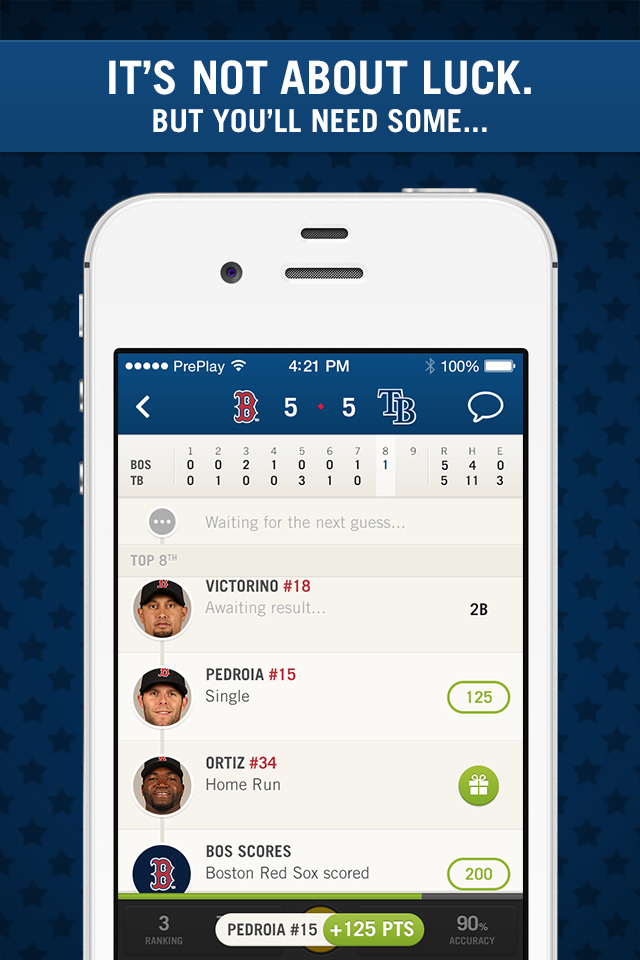 IT'S NOT ABOUT LUCK.
BUT YOU'LL NEED SOME...
PrePlay 4:21 PM 100%
B 5 5 TB
1 2 3 4 5 6 7 8 9 R H E
BOS 0 0 2 1 0 0 1 1 5 4 0
TB 0 1 0 0 3 1 0 5 11 3
Waiting for the next guess...
TOP 8TH
VICTORINO #18
Awaiting result... 2B
PEDROIA #15
Single 125
ORTIZ #34
Home Run
BOS SCORES
Boston Red Sox scored 200
3 PEDROIA #15 +125 PTS 90%
RANKING ACCURACY